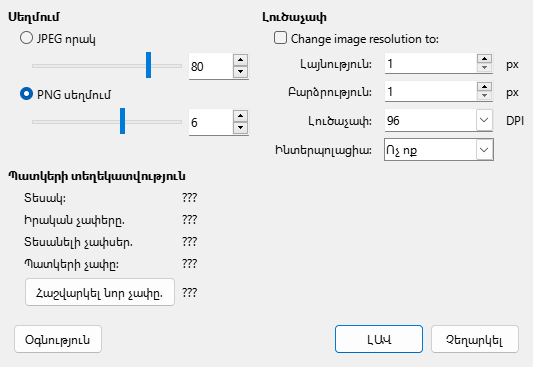 Սեղմում
JPEG որակ
80
PNG սեղմում
6
Լուծաչափ
Change image resolution to:
Լայնություն: 1 px
Բարձրություն: 1 px
Լուծաչափ: 96 DPI
Ինտերպոլացիա: Ոչ ոք
Պատկերի տեղեկատվություն
Տեսակ: ???
Իրական չափերը. ???
Տեսանելի չափսեր. ???
Պատկերի չափը: ???
Հաշվարկել նոր չափը. ???
Օգնություն
ԼԱՎ
Չեղարկել